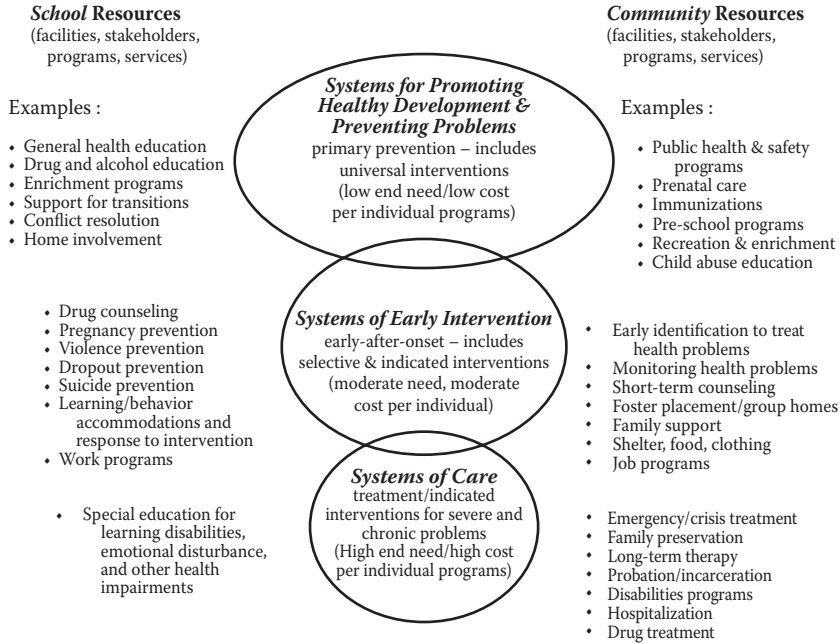 School Resources
(facilities, stakeholders,
programs, services)
Examples :
• General health education
• Drug and alcohol education
• Enrichment programs
• Support for transitions
• Conflict resolution
• Home involvement
• Drug counseling
• Pregnancy prevention
• Violence prevention
• Dropout prevention
• Suicide prevention
• Learning/behavior
accommodations and
response to intervention
• Work programs
• Special education for
learning disabilities,
emotional disturbance,
and other health
impairments
Systems for Promoting
Healthy Development &
Preventing Problems
primary prevention – includes
universal interventions
(low end need/low cost
per individual programs)
Systems of Early Intervention
early-after-onset – includes
selective & indicated interventions
(moderate need, moderate
cost per individual)
Systems of Care
treatment/indicated
interventions for severe and
chronic problems
(High end need/high cost
per individual programs)
Community Resources
(facilities, stakeholders,
programs, services)
Examples :
• Public health & safety
programs
• Prenatal care
• Immunizations
• Pre-school programs
• Recreation & enrichment
• Child abuse education
• Early identification to treat
health problems
• Monitoring health problems
• Short-term counseling
• Foster placement/group homes
• Family support
• Shelter, food, clothing
• Job programs
• Emergency/crisis treatment
• Family preservation
• Long-term therapy
• Probation/incarceration
• Disabilities programs
• Hospitalization
• Drug treatment